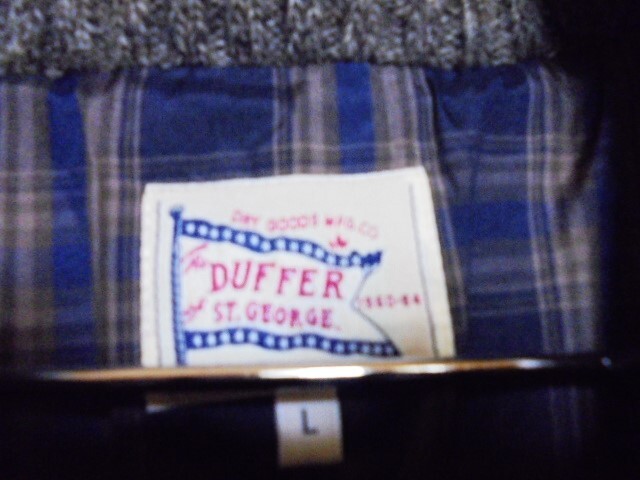 DRY GOODS MFG. CO
The
DUFFER
of
ST. GEORGE.
L